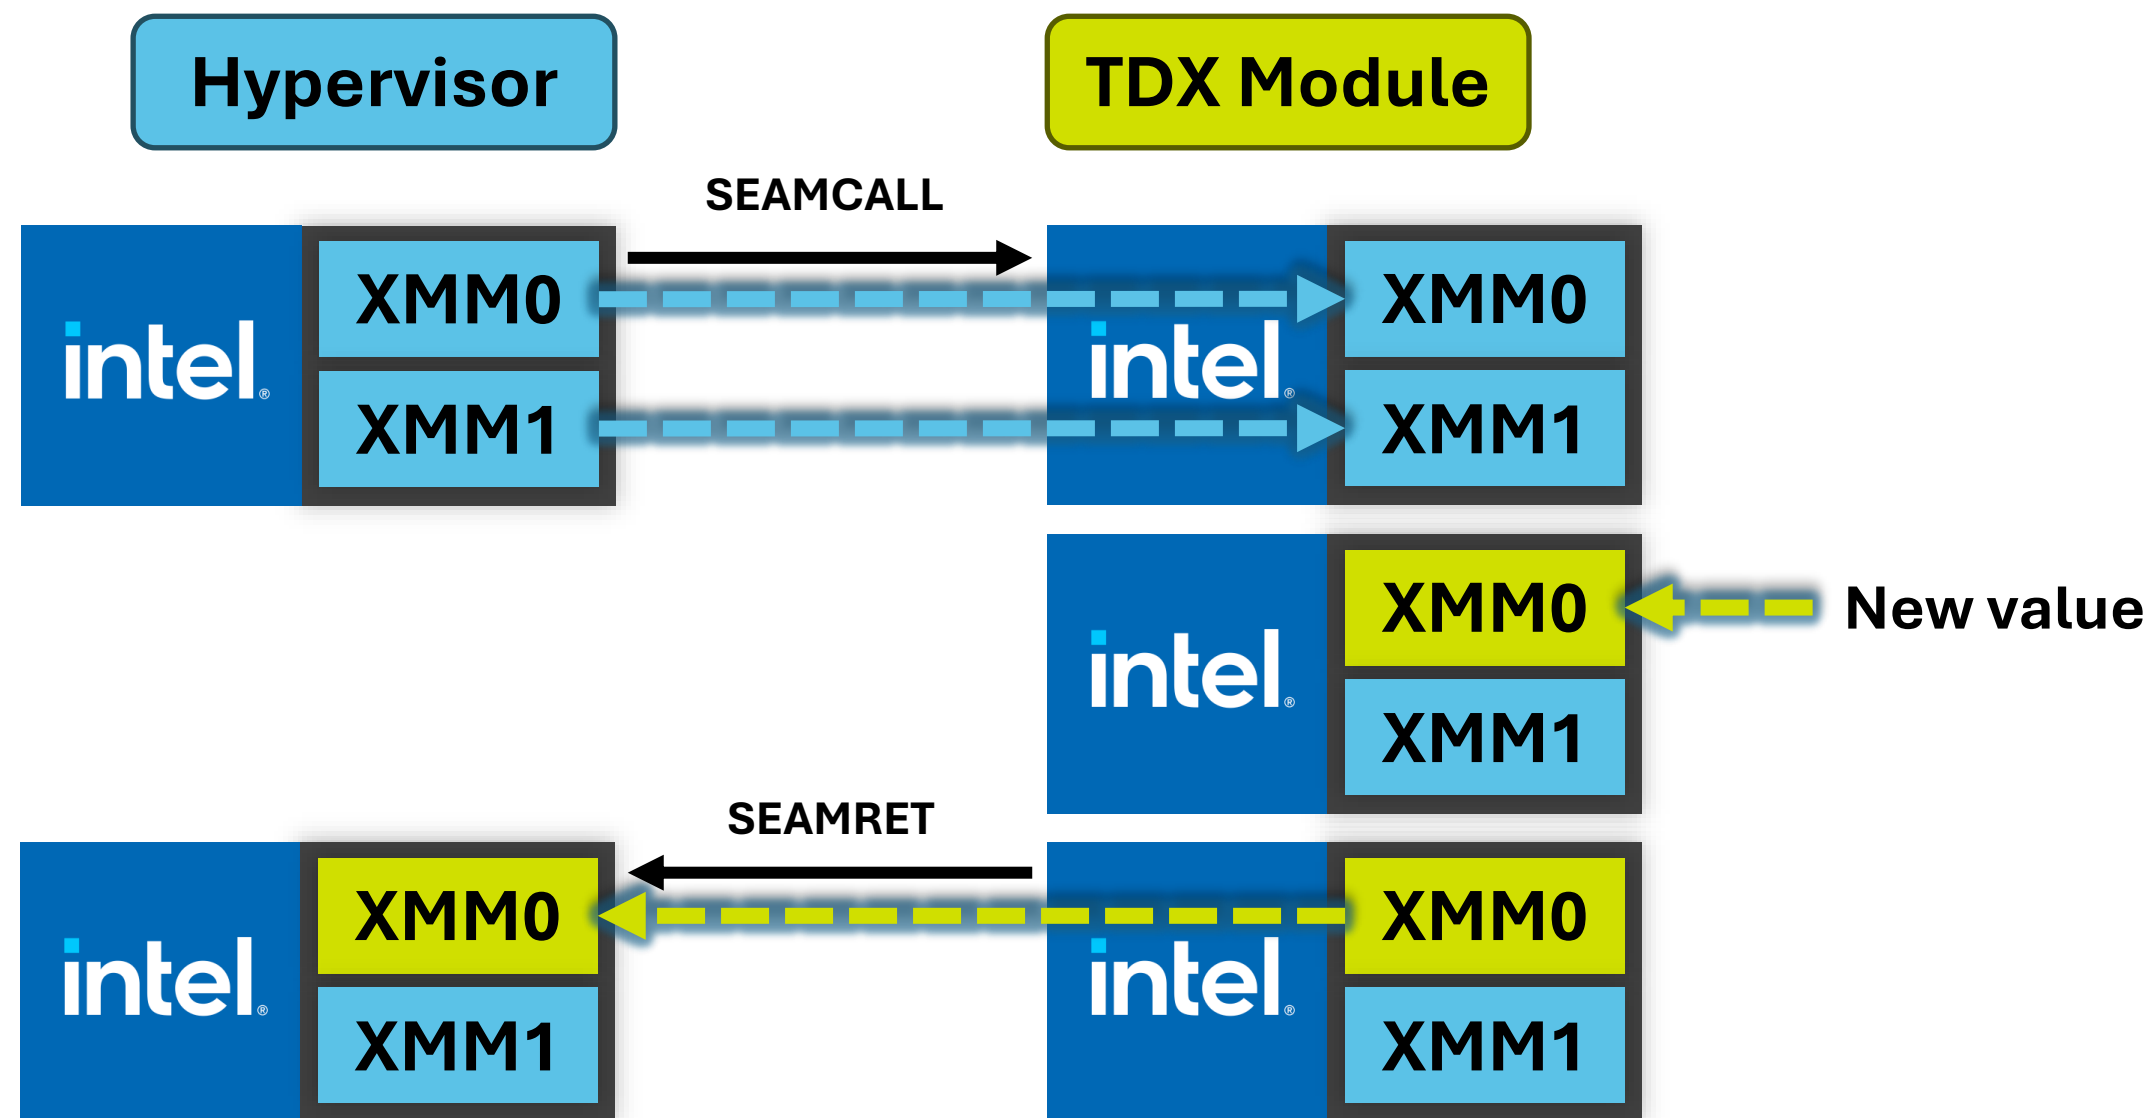 Hypervisor
TDX Module
SEAMCALL
intel®
XMM0
XMM1
intel®
XMM0
XMM1
intel®
XMM0
XMM1
New value
SEAMRET
intel®
XMM0
XMM1
intel®
XMM0
XMM1